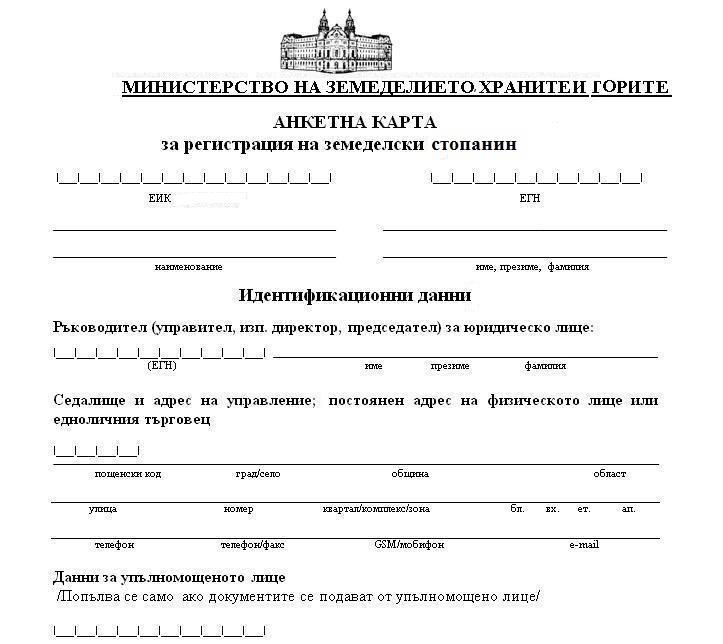 МИНИСТЕРСТВО НА ЗЕМЕДЕЛИЕТО ХРАНИТЕ И ГОРИТЕ
АНКЕТНА КАРТА
за регистрация на земеделски стопанин
ЕИК ЕГН
наименование име, презиме, фамилия
Идентификационни данни
Ръководител (управител, изп. директор, председател) за юридическо лице:
(ЕГН) име презиме фамилия
Седалище и адрес на управление; постоянен адрес на физическото лице или
едноличния търговец
пощенски код град/село община област
улица номер квартал/комплекс/зона бл. вх. ет. ап.
телефон телефон/факс GSM/мобифон e-mail
Данни за упълномощеното лице
/Попълва се само ако документите се подават от упълномощено лице/